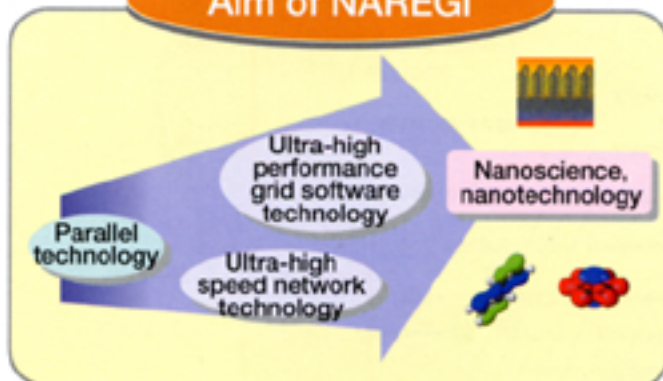 Aim of NAREGI
Ultra-high
performance
grid software
technology
Nanoscience,
nanotechnology
Parallel
technology
Ultra-high
speed network
technology